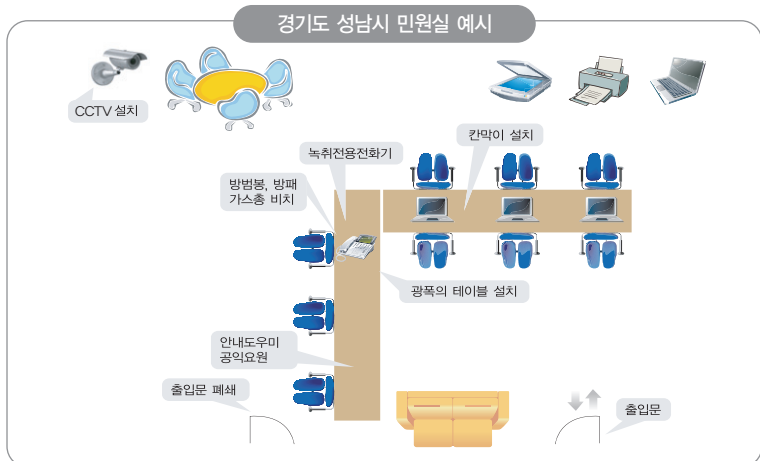 경기도 성남시 민원실 예시
CCTV 설치
녹취전용전화기
칸막이 설치
방범봉, 방패
가스총 비치
광폭의 테이블 설치
안내도우미
공익요원
출입문 폐쇄
출입문